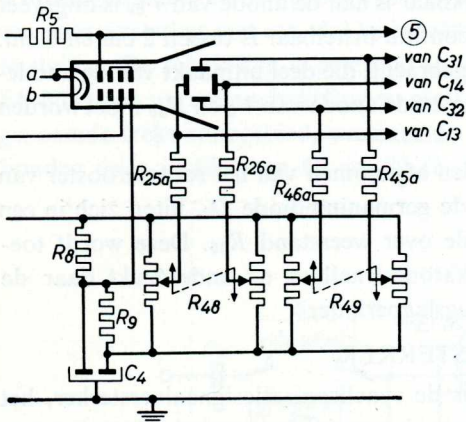 R5
5
a
b
van C31
van C14
van C32
van C13
R25a
R26a
R46a
R45a
R8
R9
R48
R49
C4